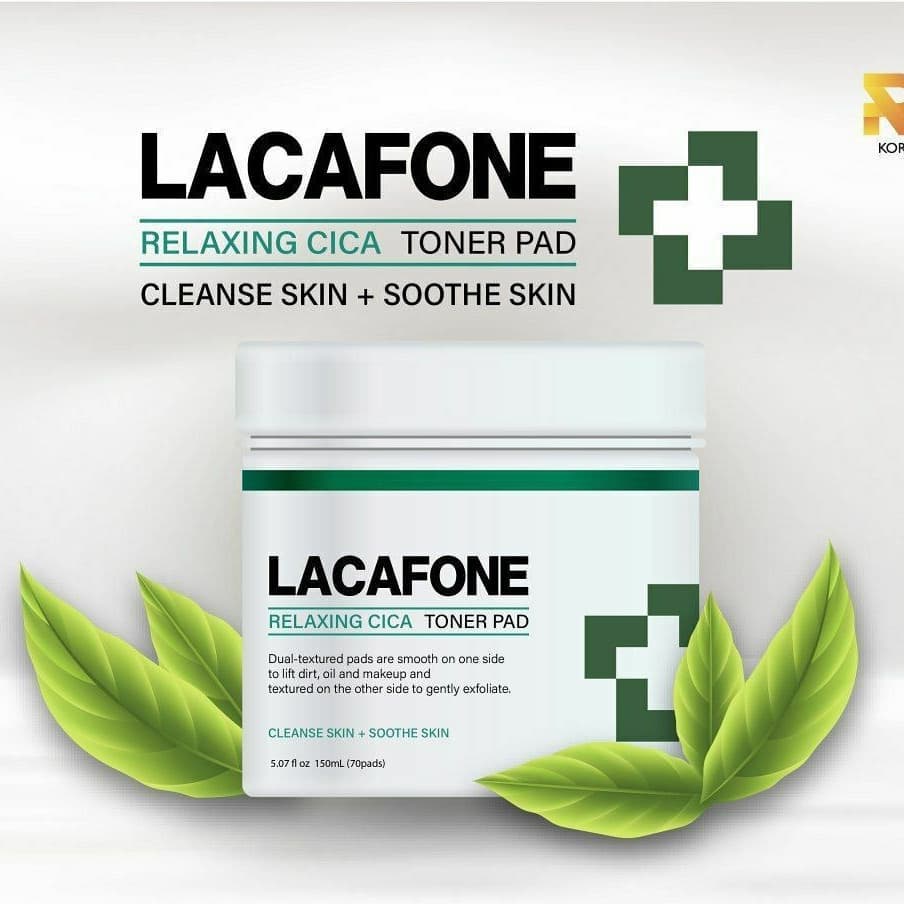 LACAFONE
RELAXING CICA TONER PAD
CLEANSE SKIN + SOOTHE SKIN
LACAFONE
RELAXING CICA TONER PAD
Dual-textured pads are smooth on one side
to lift dirt, oil and makeup and
textured on the other side to gently exfoliate.
CLEANSE SKIN + SOOTHE SKIN
5.07 fl oz 150mL (70pads)